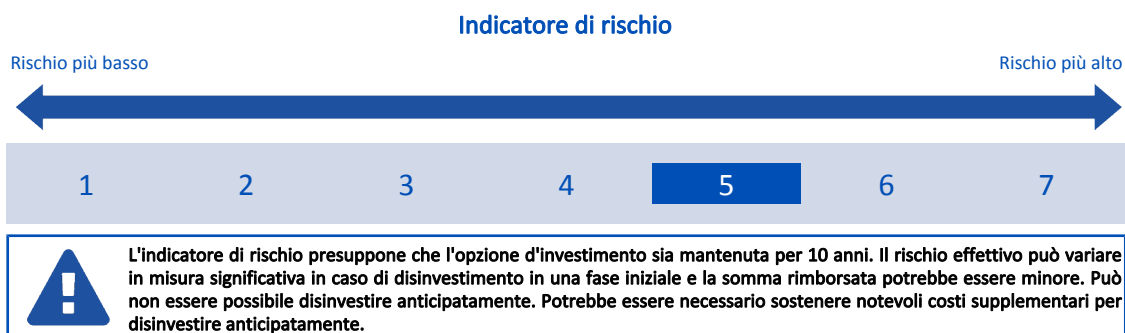 Indicatore di rischio
Rischio più basso Rischio più alto
1 2 3 4 5 6 7
L'indicatore di rischio presuppone che l'opzione d'investimento sia mantenuta per 10 anni. Il rischio effettivo può variare
in misura significativa in caso di disinvestimento in una fase iniziale e la somma rimborsata potrebbe essere minore. Può
non essere possibile disinvestire anticipatamente. Potrebbe essere necessario sostenere notevoli costi supplementari per
disinvestire anticipatamente.